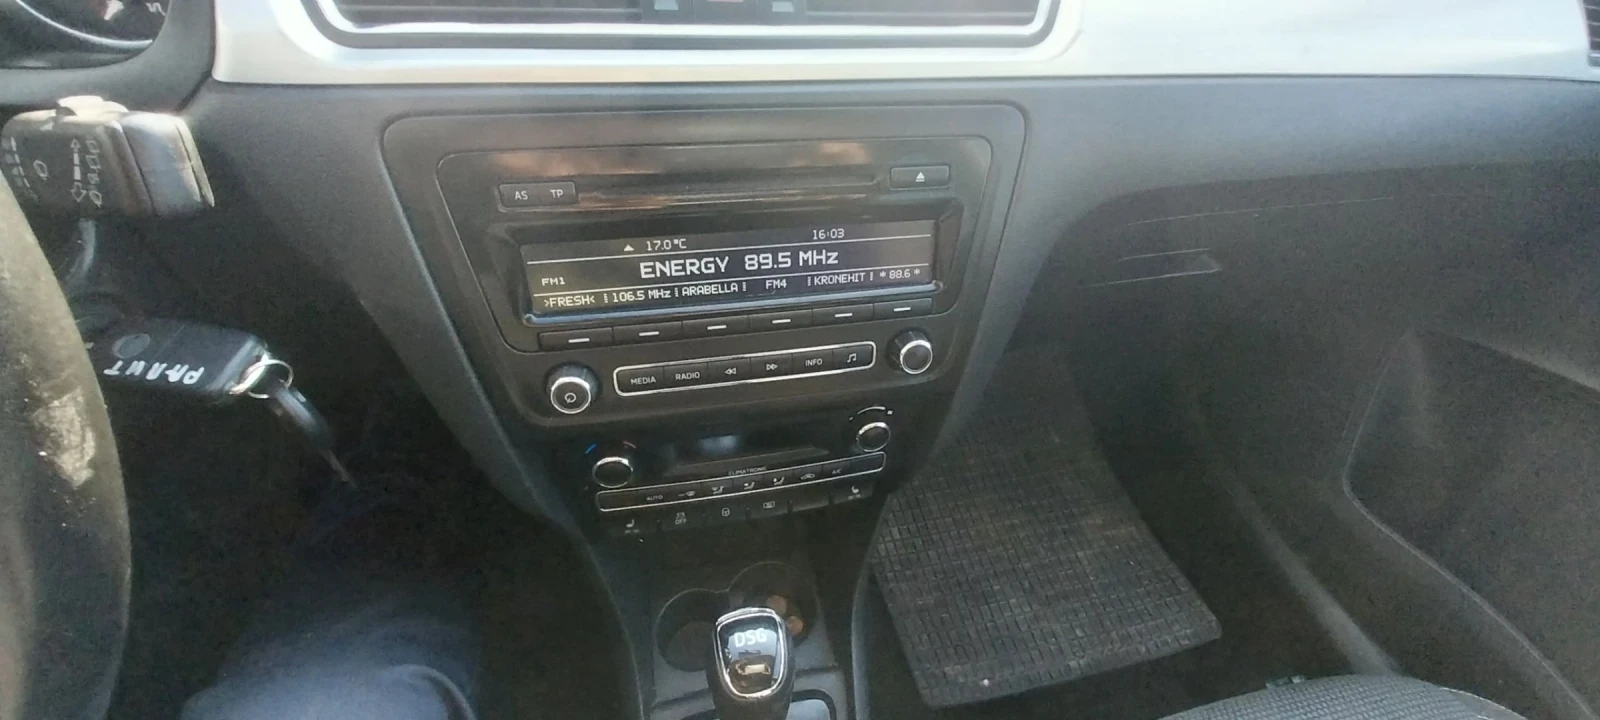 AS TP
17.0°C 16:03
ENERGY 89.5 MHz
FM1
>FRESH< 106.5 MHz ARABELLA FM4 KRONEHIT *88.6*
MEDIA RADIO INFO
CLIMATRONIC
AUTO A/C
OFF
DSG